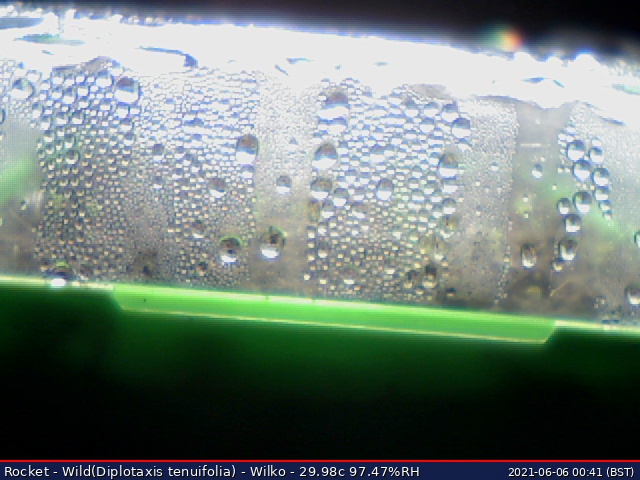 Rocket - Wild(Diplotaxis tenuifolia) - Wilko - 29.98c 97.47%RH
2021-06-06 00:41 (BST)